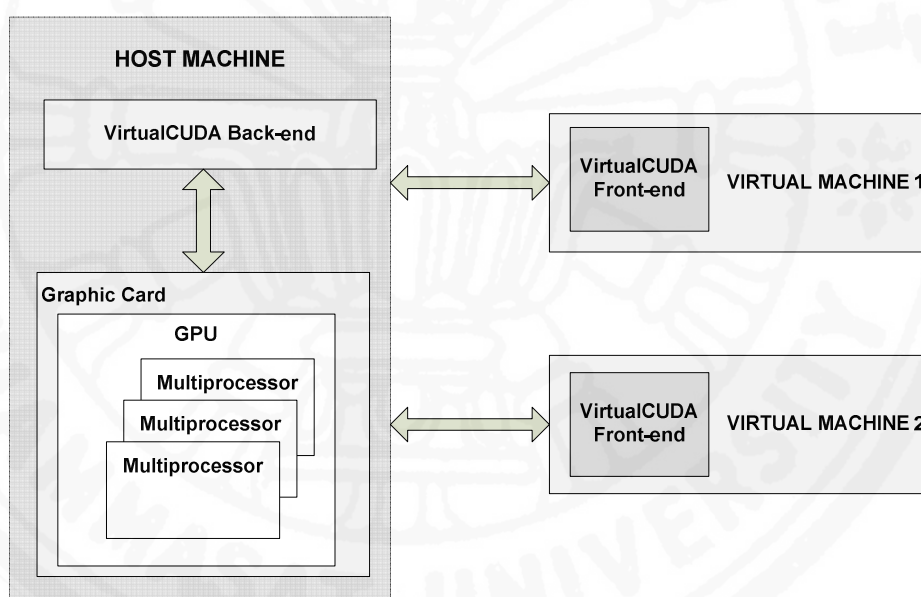 HOST MACHINE
VirtualCUDA Back-end
Graphic Card
GPU
Multiprocessor
Multiprocessor
Multiprocessor
VirtualCUDA
Front-end
VIRTUAL MACHINE 1
VirtualCUDA
Front-end
VIRTUAL MACHINE 2
UNIVERSITY